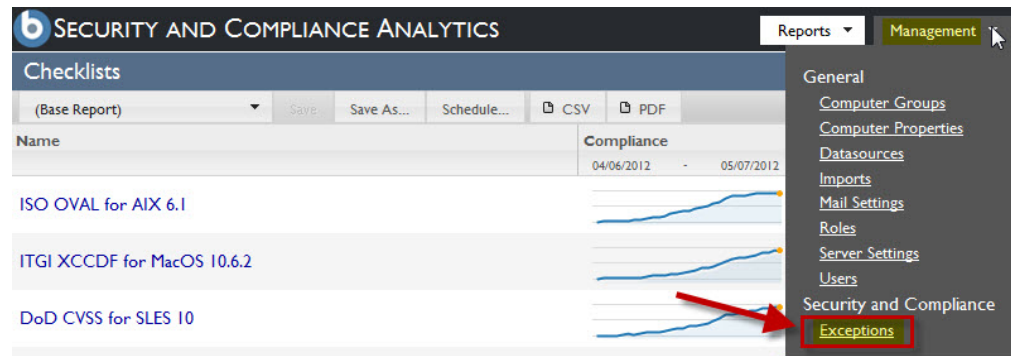 b SECURITY AND COMPLIANCE ANALYTICS
Reports Management
Checklists
(Base Report) Save Save As... Schedule... CSV PDF
Name Compliance
04/06/2012 - 05/07/2012
ISO OVAL for AIX 6.1
ITGI XCCDF for MacOS 10.6.2
DoD CVSS for SLES 10
General
Computer Groups
Computer Properties
Datasources
Imports
Mail Settings
Roles
Server Settings
Users
Security and Compliance
Exceptions